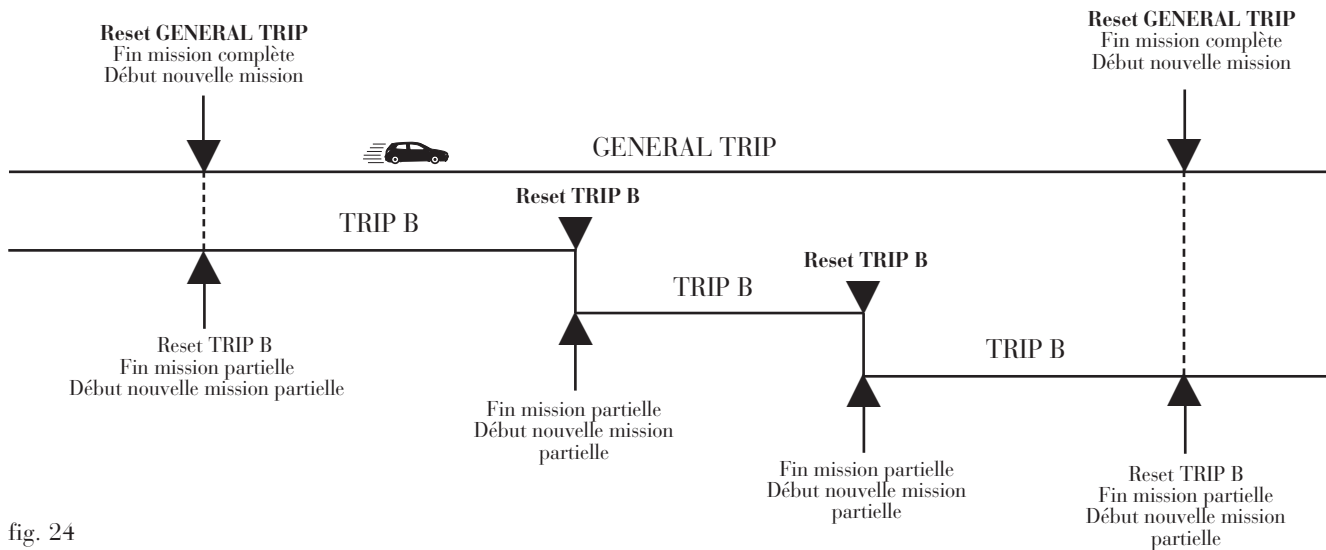 Reset GENERAL TRIP
Fin mission complète
Début nouvelle mission
Reset GENERAL TRIP
Fin mission complète
Début nouvelle mission
GENERAL TRIP
Reset TRIP B
TRIP B
Reset TRIP B
TRIP B
TRIP B
Reset TRIP B
Fin mission partielle
Début nouvelle mission partielle
Fin mission partielle
Début nouvelle mission
partielle
Fin mission partielle
Début nouvelle mission
partielle
Reset TRIP B
Fin mission partielle
Début nouvelle mission
partielle
fig. 24